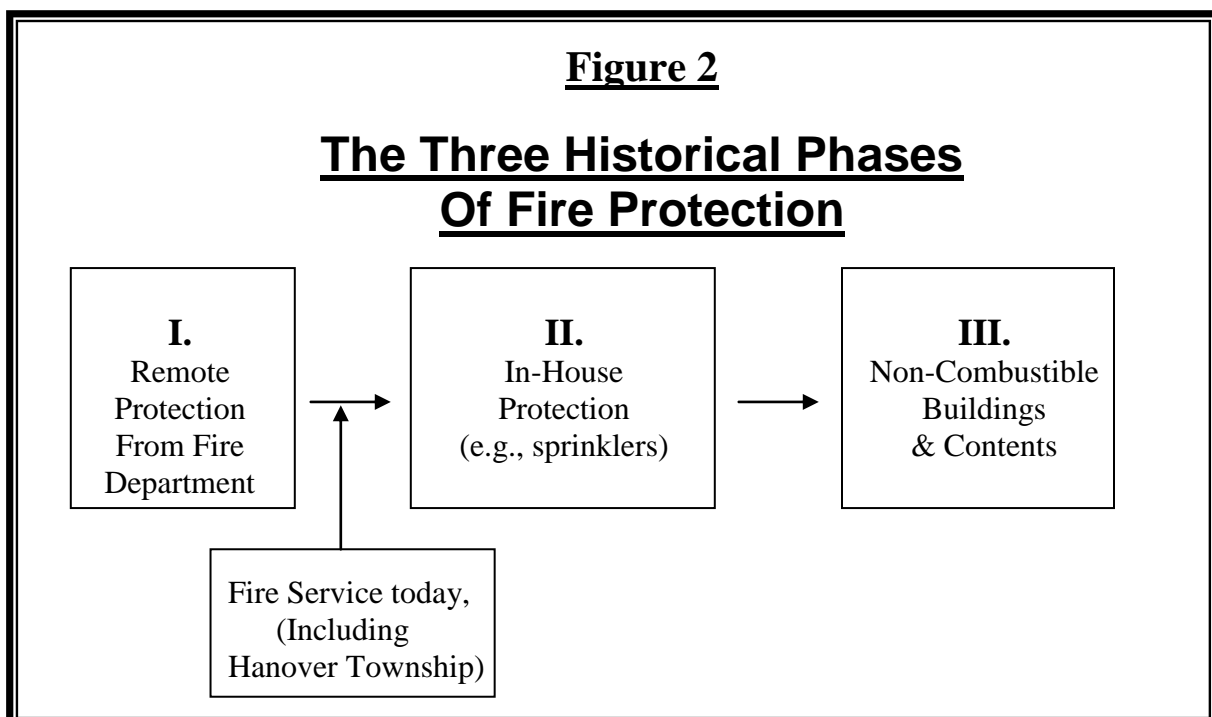 Figure 2
The Three Historical Phases
Of Fire Protection
I.
Remote
Protection
From Fire
Department
II.
In-House
Protection
(e.g., sprinklers)
III.
Non-Combustible
Buildings
& Contents
Fire Service today,
(Including
Hanover Township)